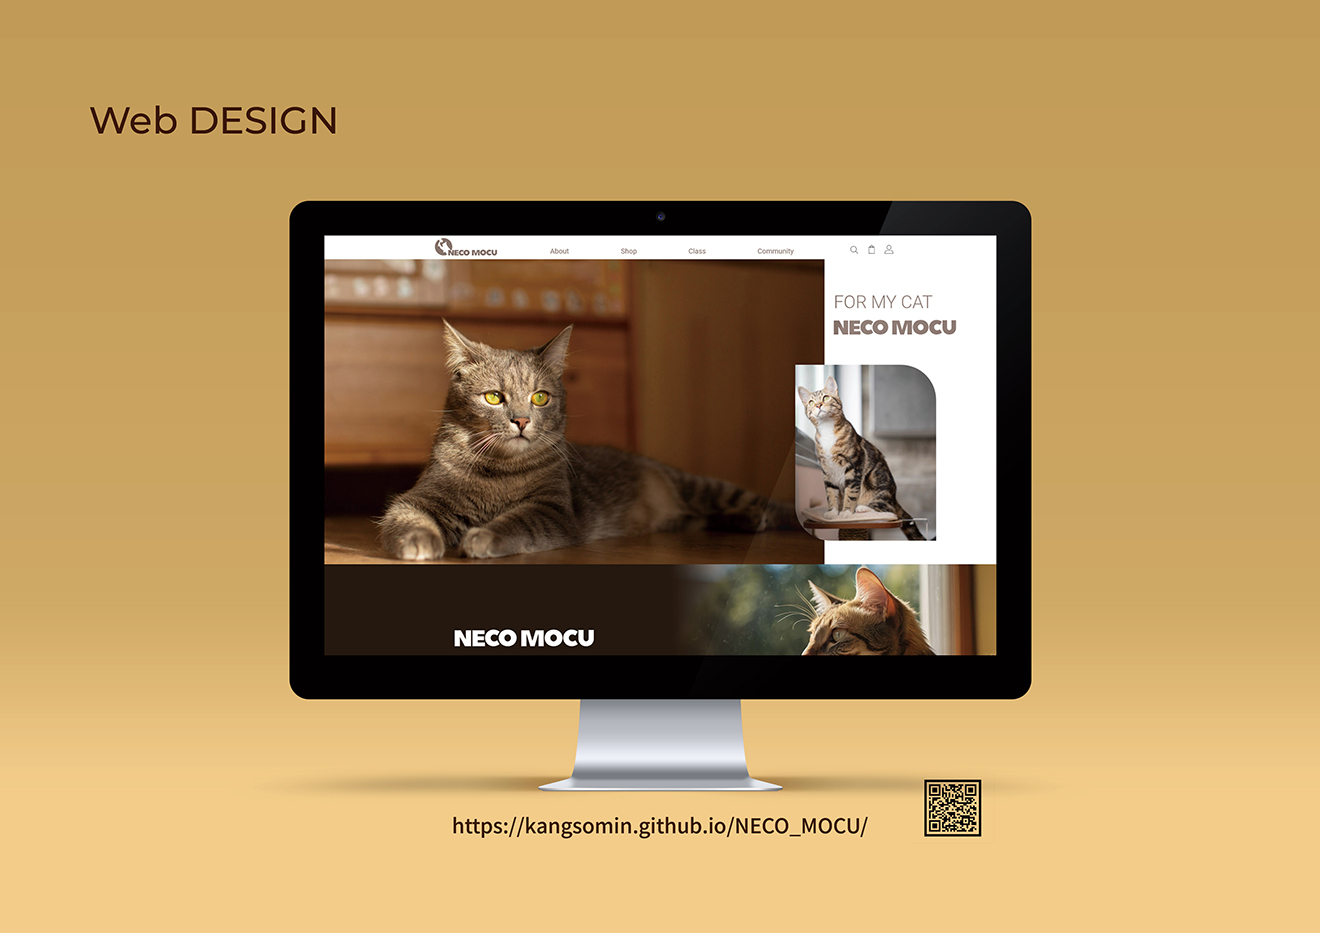 Web DESIGN
NECO MOCU
About
Shop
Class
Community
FOR MY CAT
NECO MOCU
NECO MOCU
https://kangsomin.github.io/NECO_MOCU/